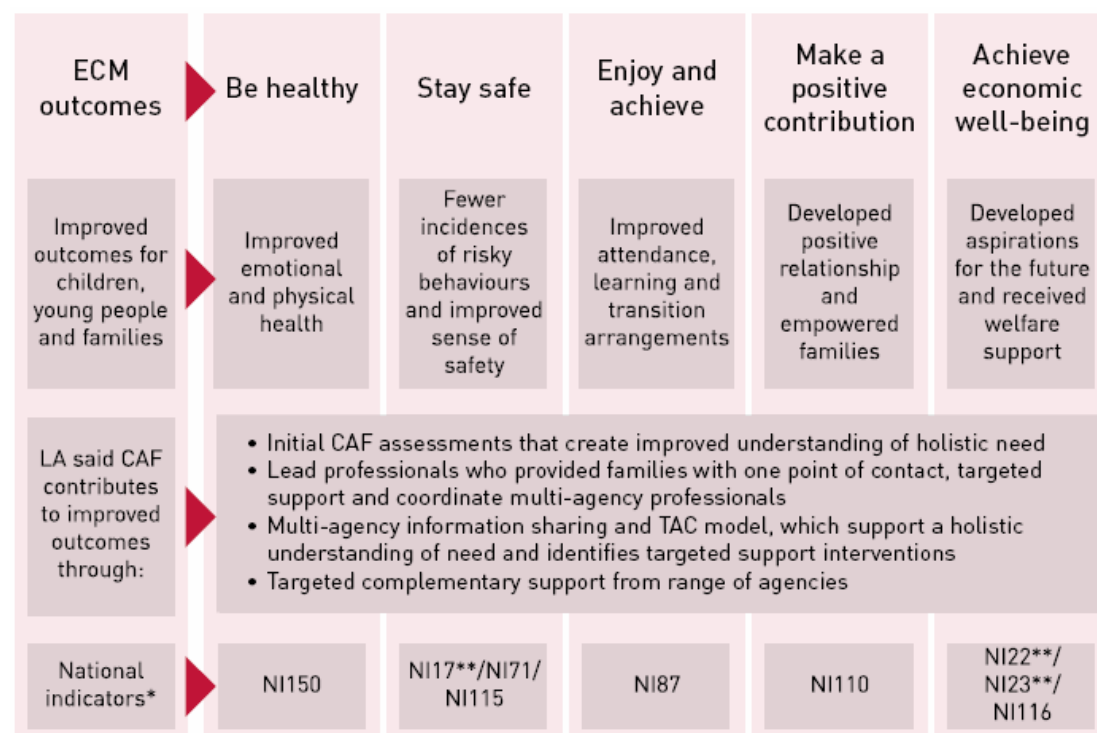 ECM
outcomes
Be healthy
Stay safe
Enjoy and
achieve
Make a
positive
contribution
Achieve
economic
well-being
Improved
outcomes for
children,
young people
and families
Improved
emotional
and physical
health
Fewer
incidences
of risky
behaviours
and improved
sense of
safety
Improved
attendance,
learning and
transition
arrangements
Developed
positive
relationship
and
empowered
families
Developed
aspirations
for the future
and received
welfare
support
LA said CAF
contributes
to improved
outcomes
through:
• Initial CAF assessments that create improved understanding of holistic need
• Lead professionals who provided families with one point of contact, targeted
support and coordinate multi-agency professionals
• Multi-agency information sharing and TAC model, which support a holistic
understanding of need and identifies targeted support interventions
• Targeted complementary support from range of agencies
National
indicators*
NI150
NI17**/NI71/
NI115
NI87
NI110
NI22**/
NI23**/
NI116